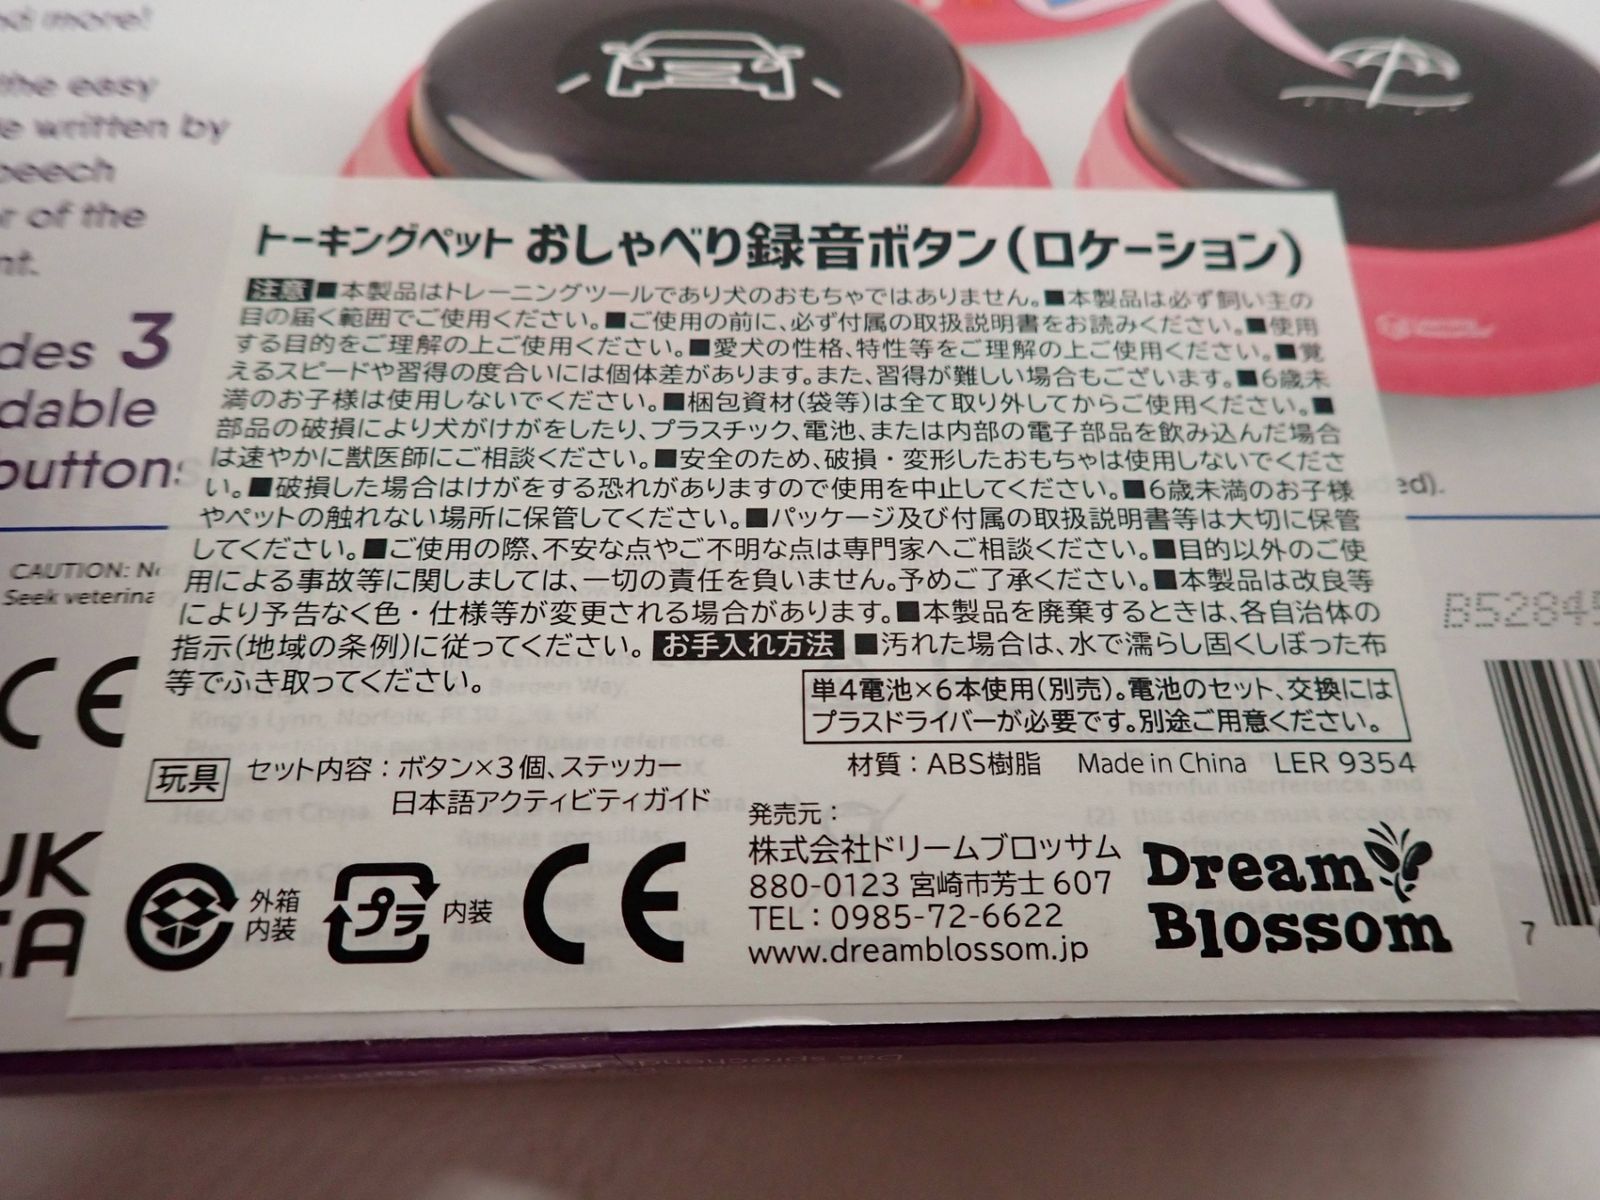 nd more!
the easy
e written by
peech
r of the
nt.
des 3
dable
buttons
ed).
トーキングペット おしゃべり録音ボタン(ロケーション)
注意 ■本製品はトレーニングツールであり犬のおもちゃではありません。■本製品は必ず飼い主の
目の届く範囲でご使用ください。■ご使用の前に、必ず付属の取扱説明書をお読みください。■使用
する目的をご理解の上ご使用ください。■愛犬の性格、特性等をご理解の上ご使用ください。■覚
えるスピードや習得の度合いには個体差があります。また、習得が難しい場合もございます。■6歳未
満のお子様は使用しないでください。■梱包資材(袋等)は全て取り外してからご使用ください。■
部品の破損により犬がけがをしたり、プラスチック、電池、または内部の電子部品を飲み込んだ場合
は速やかに獣医師にご相談ください。■安全のため、破損・変形したおもちゃは使用しないでくださ
い。■破損した場合はけがをする恐れがありますので使用を中止してください。■6歳未満のお子様
やペットの触れない場所に保管してください。■パッケージ及び付属の取扱説明書等は大切に保管
してください。■ご使用の際、不安な点やご不明な点は専門家へご相談ください。■目的以外のご使
用による事故等に関しましては、一切の責任を負いません。予めご了承ください。■本製品は改良等
により予告なく色・仕様等が変更される場合があります。■本製品を廃棄するときは、各自治体の
指示(地域の条例)に従ってください。 お手入れ方法 ■汚れた場合は、水で濡らし固くしぼった布
等でふき取ってください。
単4電池×6本使用(別売)。電池のセット、交換には
プラスドライバーが必要です。別途ご用意ください。
玩具 セット内容：ボタン×3個、ステッカー
日本語アクティビティガイド
材質：ABS樹脂 Made in China LER 9354
発売元：
株式会社ドリームブロッサム
880-0123 宮崎市芳士607
TEL：0985-72-6622
www.dreamblossom.jp
Dream
Blossom
外箱
内装
プラ 内装
CE
CAUTION: N
Seek veterina
CE
UK
CA
B5284
7